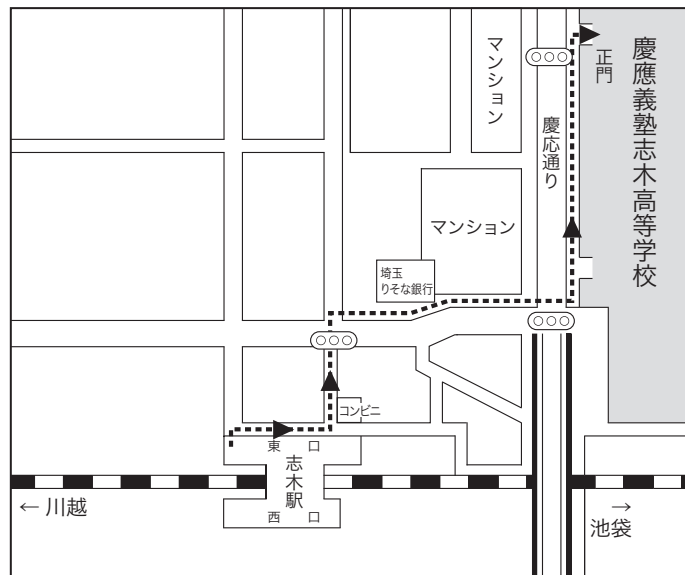 慶應義塾志木高等学校
正門
マンション
慶応通り
マンション
埼玉
りそな銀行
コンビニ
東口
志木駅
西口
← 川越
→
池袋